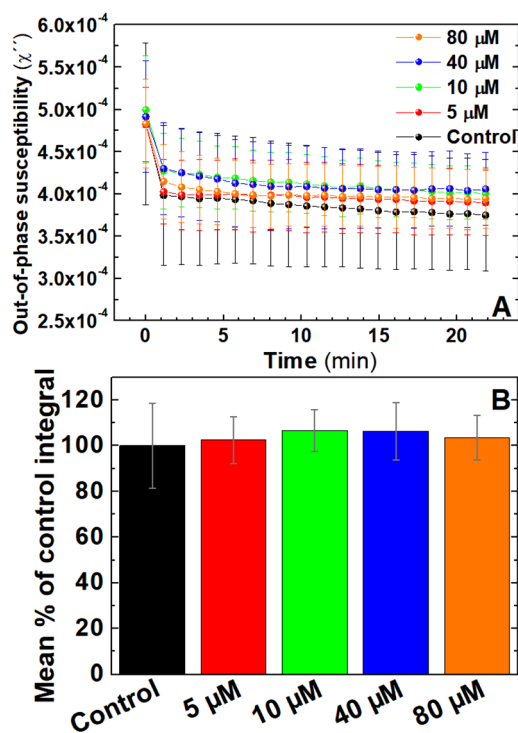 6.0x10⁻⁴
5.5x10⁻⁴
5.0x10⁻⁴
4.5x10⁻⁴
4.0x10⁻⁴
3.5x10⁻⁴
3.0x10⁻⁴
2.5x10⁻⁴
Out-of-phase susceptibility (χ´´)
80 µM
40 µM
10 µM
5 µM
Control
A
0 5 10 15 20
Time (min)
B
120
100
80
60
40
20
0
Mean % of control integral
Control 5 µM 10 µM 40 µM 80 µM